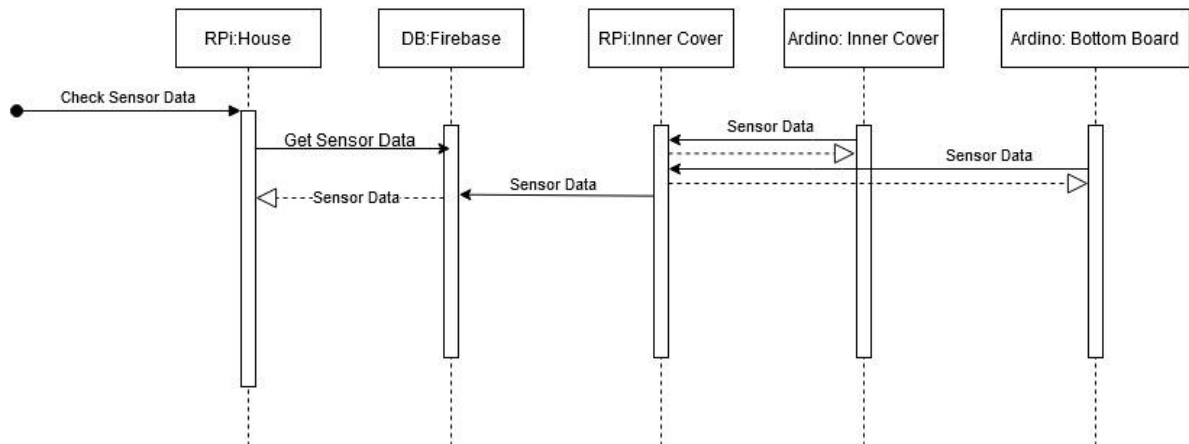 RPi:House
DB:Firebase
RPi:Inner Cover
Ardino: Inner Cover
Ardino: Bottom Board
Check Sensor Data
Get Sensor Data
Sensor Data
Sensor Data
Sensor Data
Sensor Data